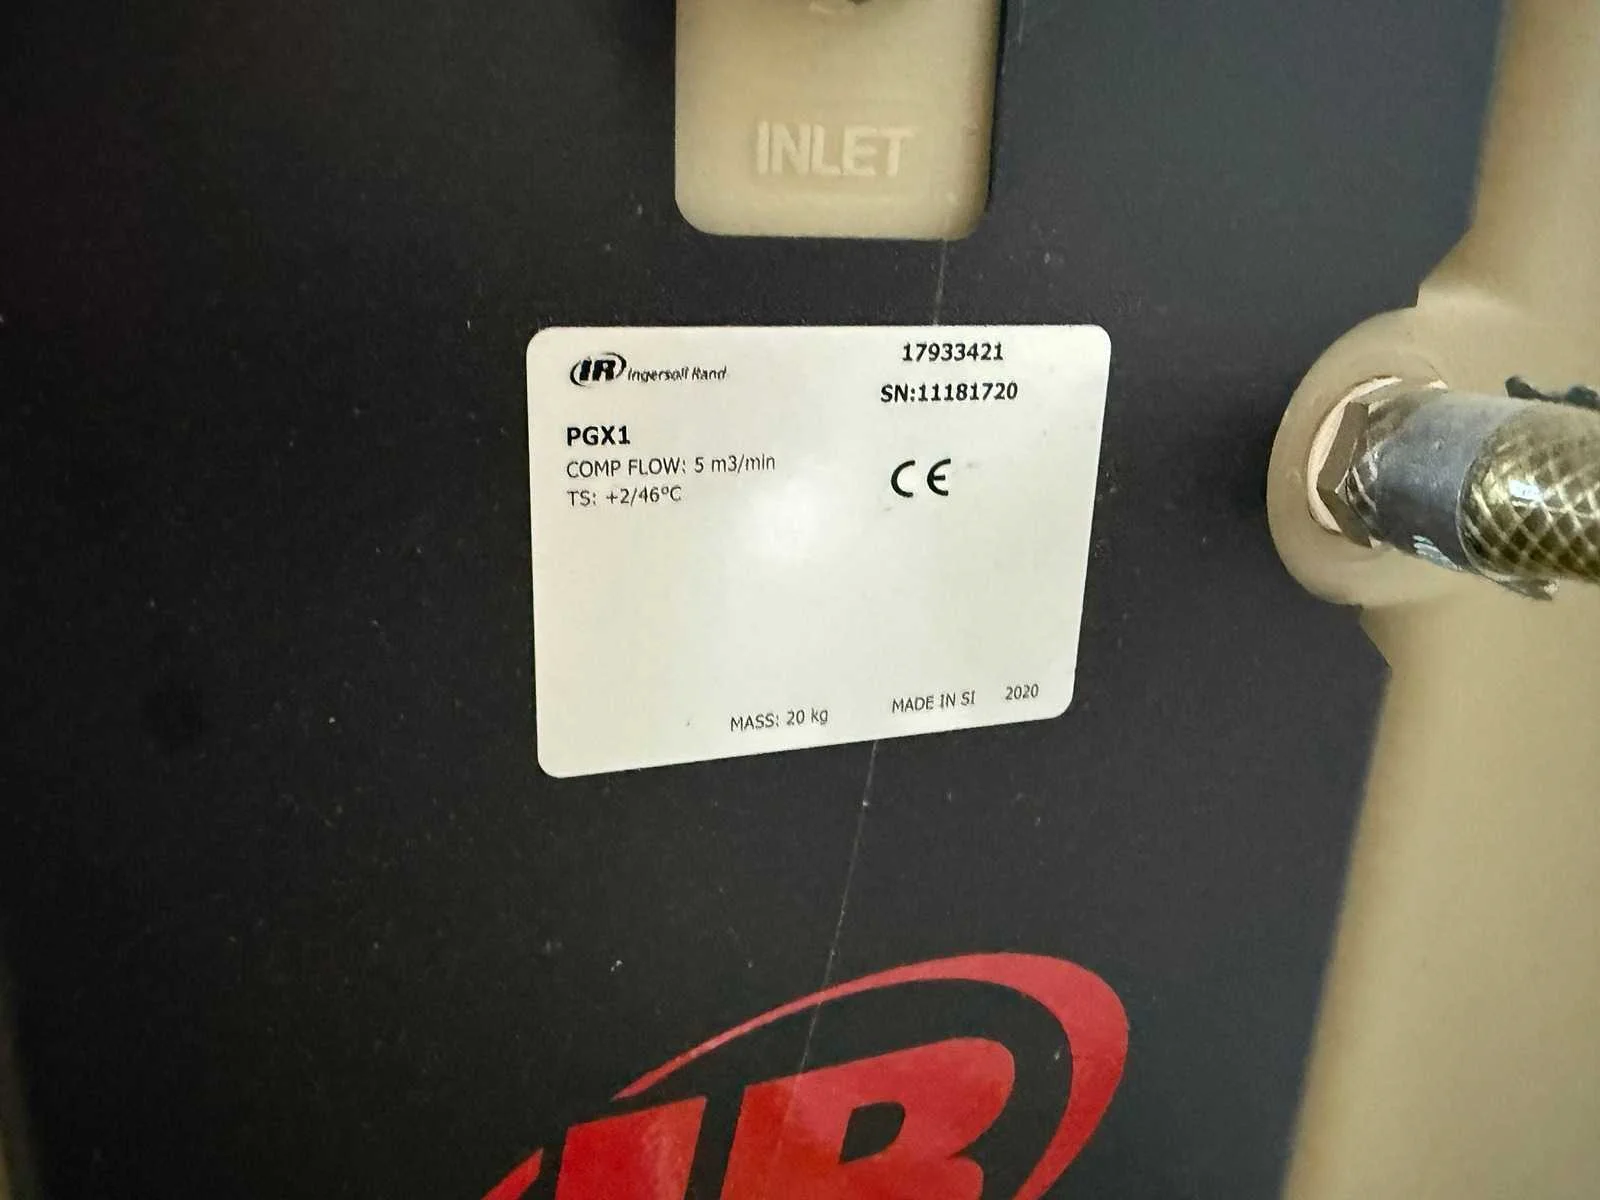 INLET
IR Ingersoll Rand
17933421
SN:11181720
PGX1
COMP FLOW: 5 m3/min
TS: +2/46°C
CE
MASS: 20 kg
MADE IN SI 2020
IR